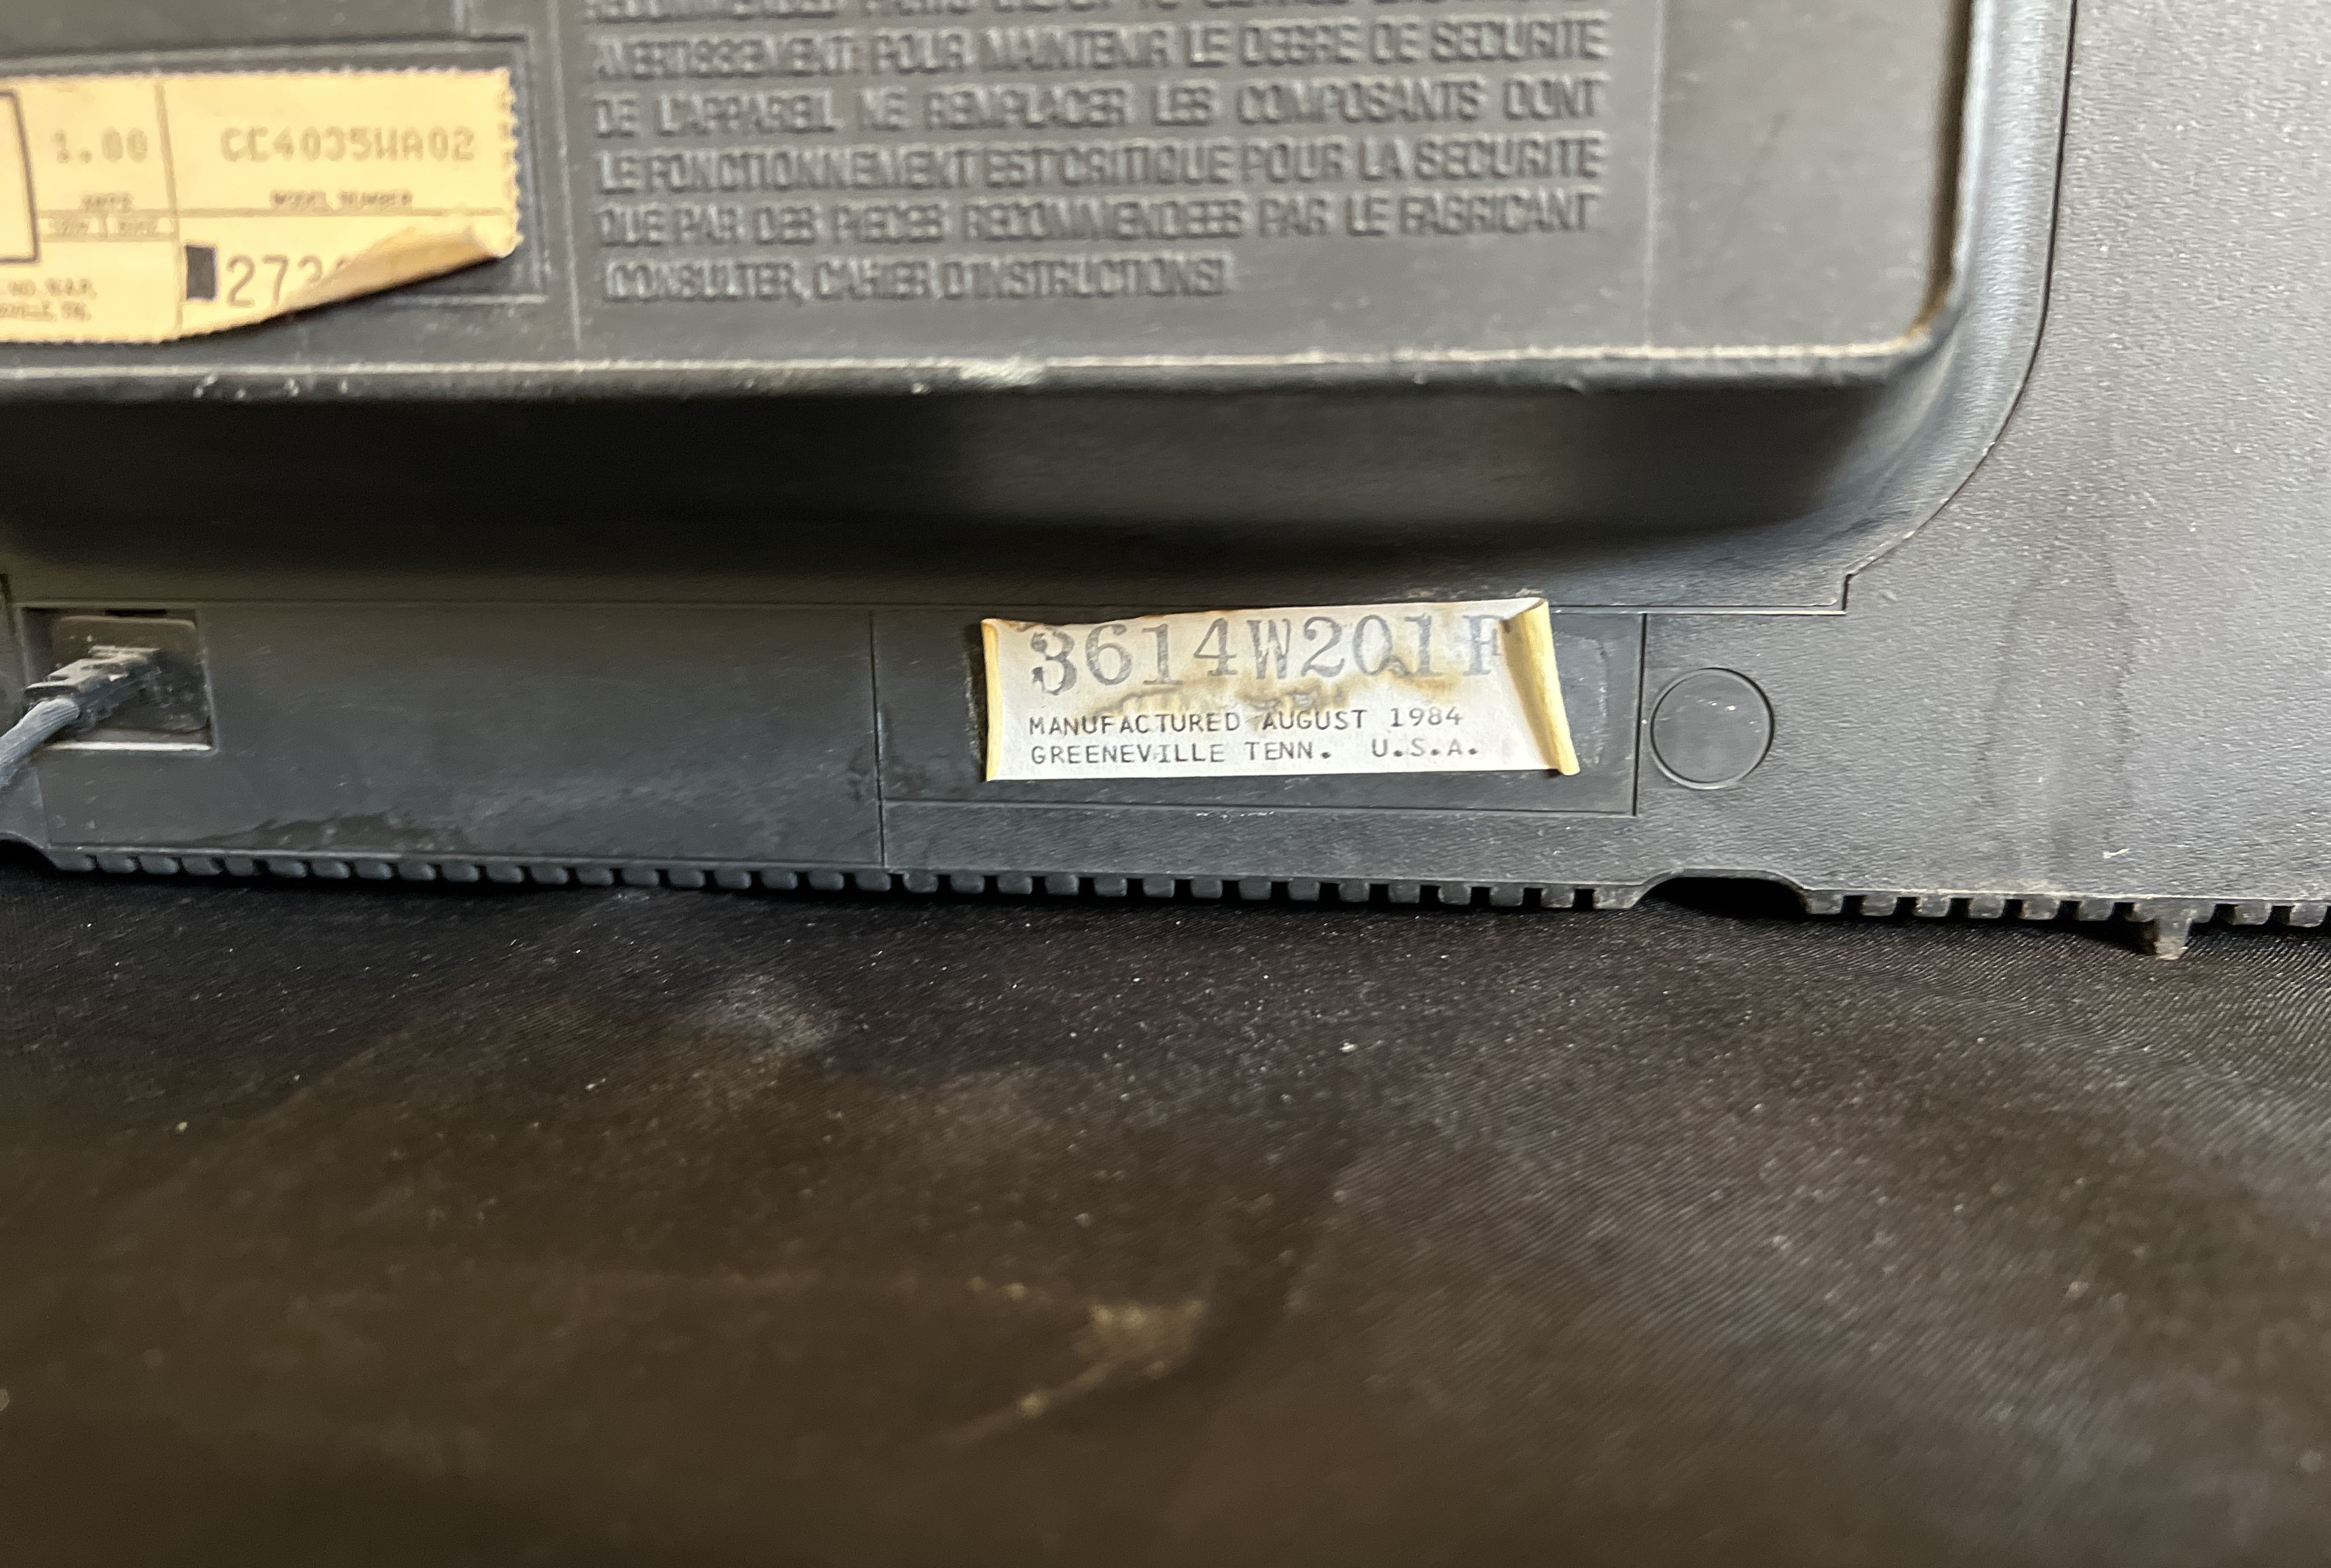 AVERTISSEMENT: POUR MAINTENIR LE DEGRE DE SECURITE
DE L'APPAREIL NE REMPLACER LES COMPOSANTS DONT
LE FONCTIONNEMENT EST CRITIQUE POUR LA SECURITE
QUE PAR DES PIECES RECOMMENDEES PAR LE FABRICANT
(CONSULTER, CAHIER D'INSTRUCTIONS)
1.00
CC4035WA02
MODEL NUMBER
273
3614W201
MANUFACTURED AUGUST 1984
GREENEVILLE TENN. U.S.A.